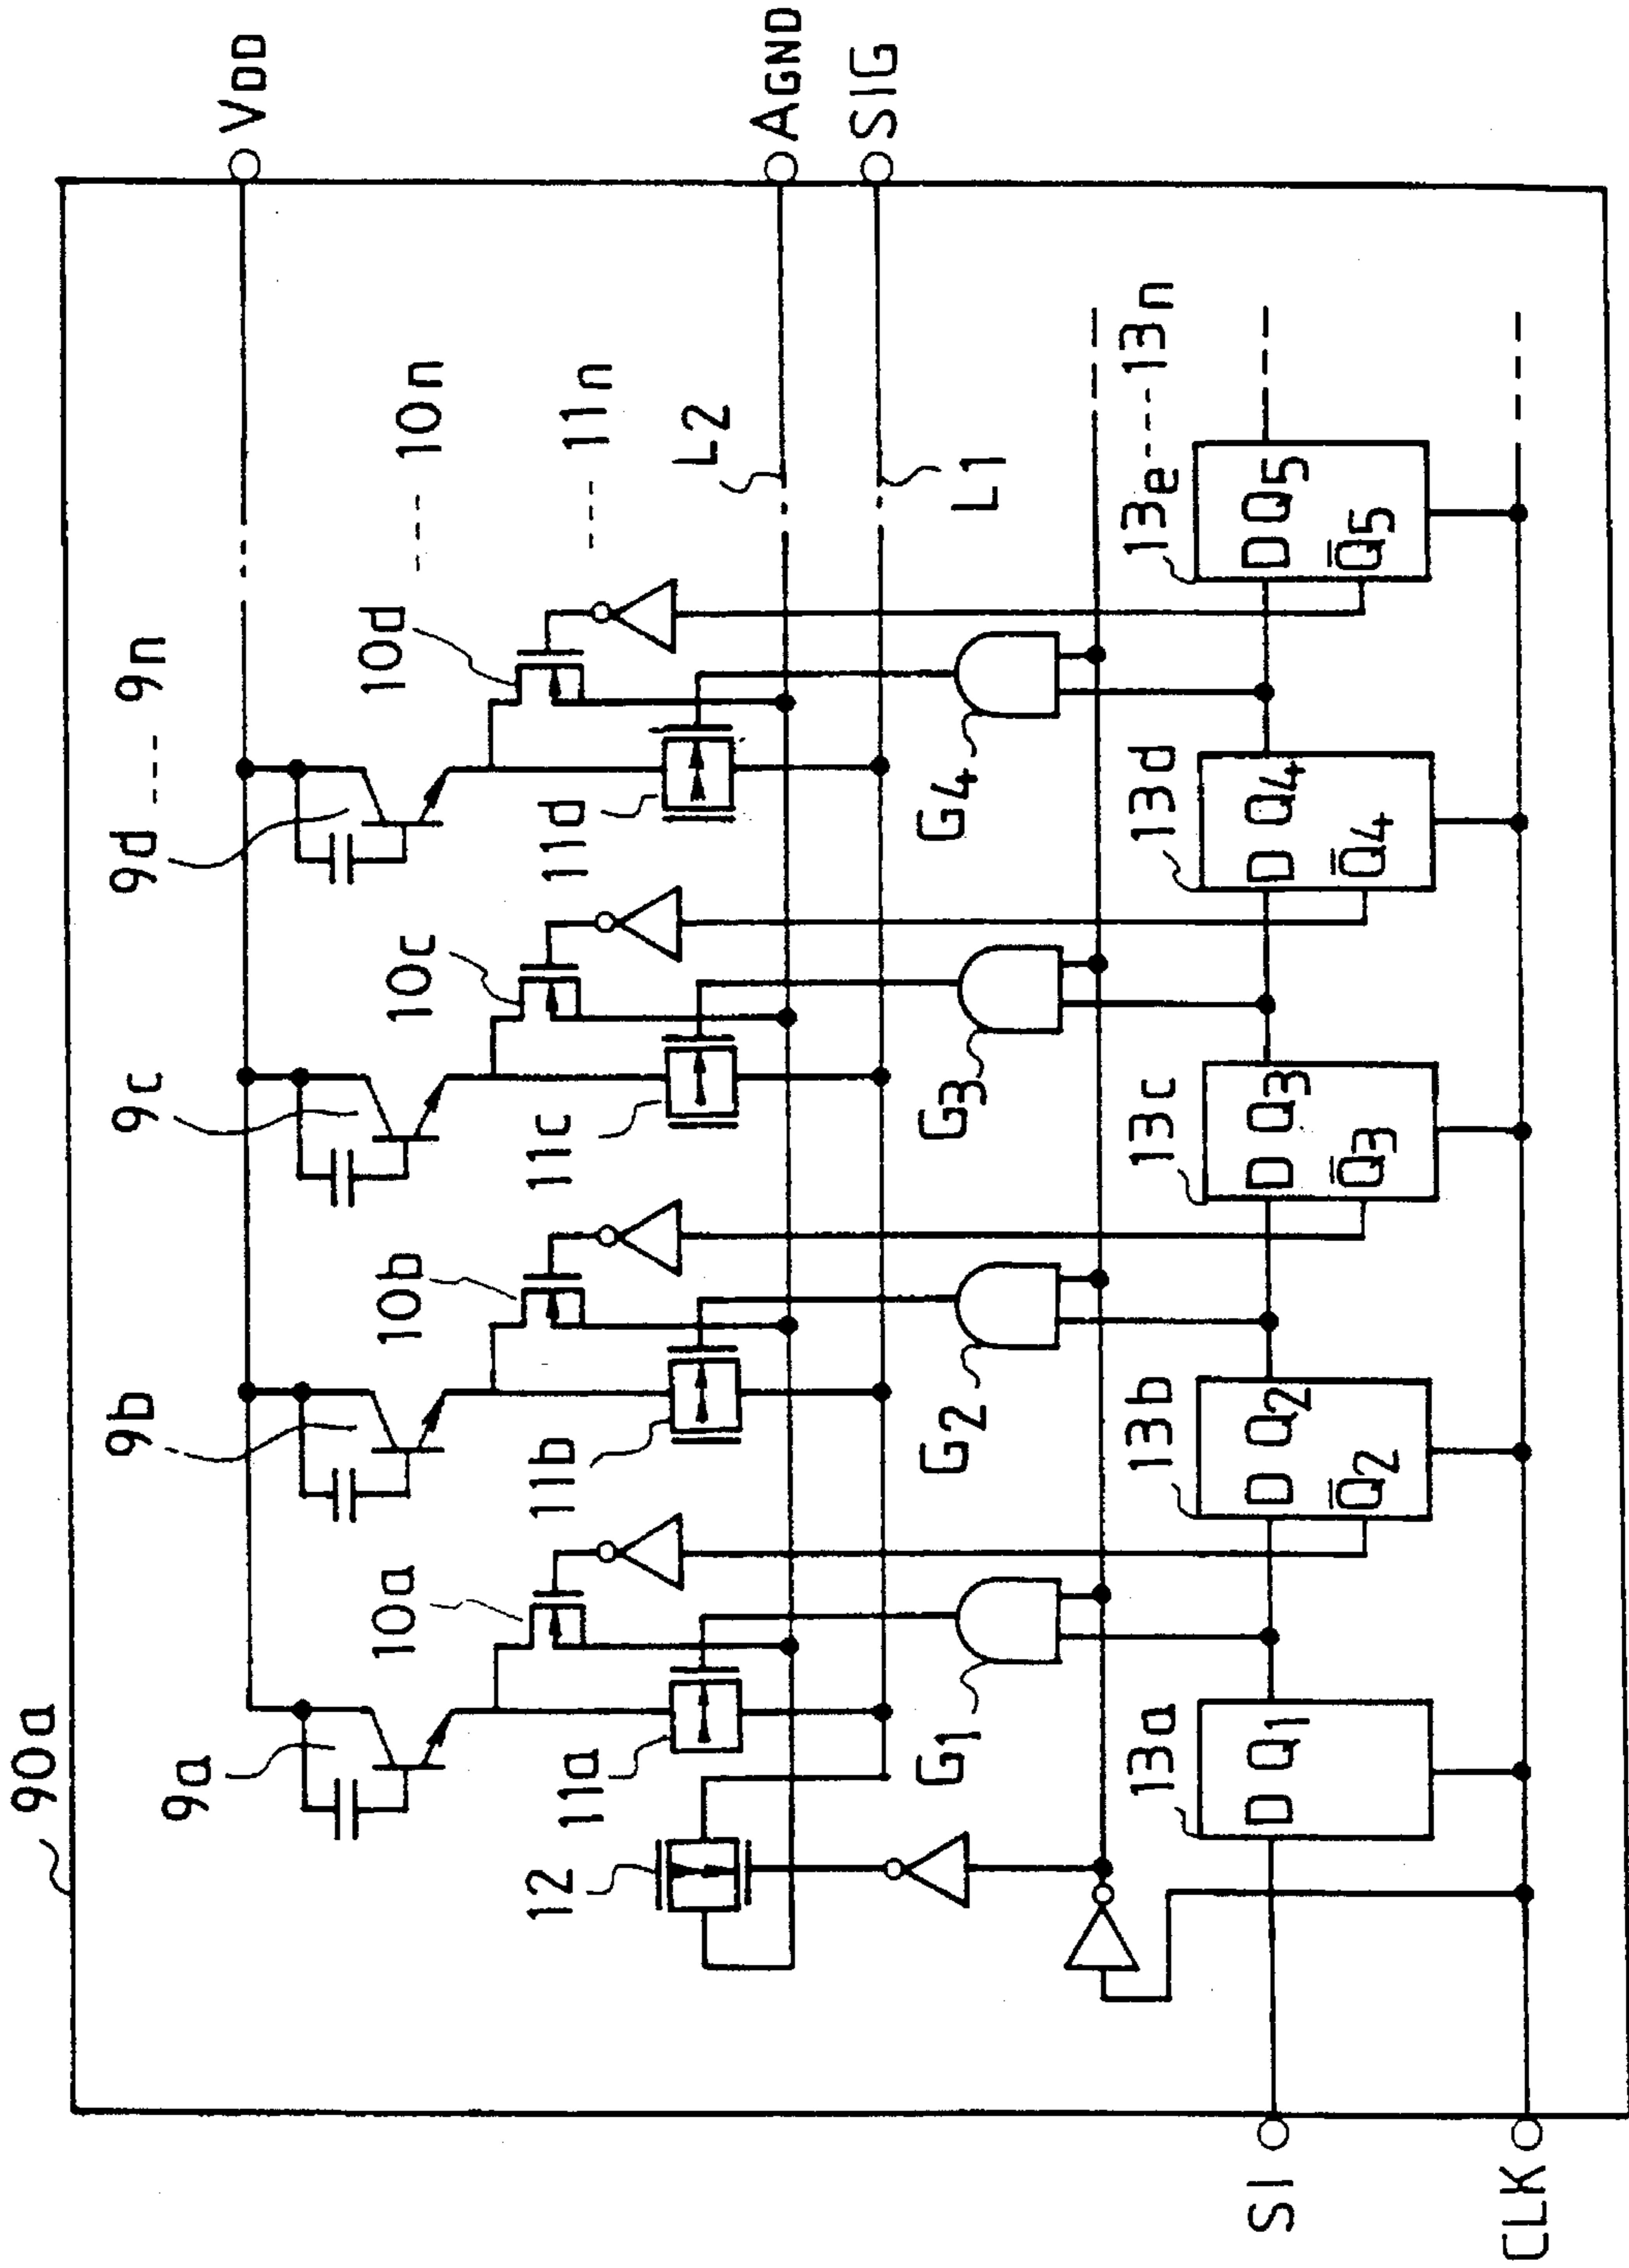 90a
VDD
9a
9b
9c
9d --- 9n
10a
10b
10c
10d
--- 10n
11a
11b
11c
11d
--- 11n
12
L2
AGND
SIG
L1
G1
G2
G3
G4
13a
13b
13c
13d
13e---13n
SI
D Q1
D Q2
Q̅2
D Q3
Q̅3
D Q4
Q̅4
D Q5
Q̅5
CLK